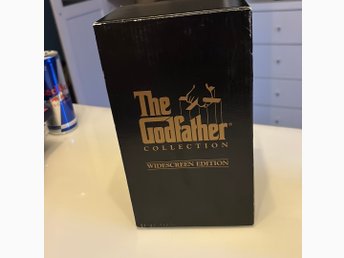 The
Godfather®
COLLECTION
WIDESCREEN EDITION